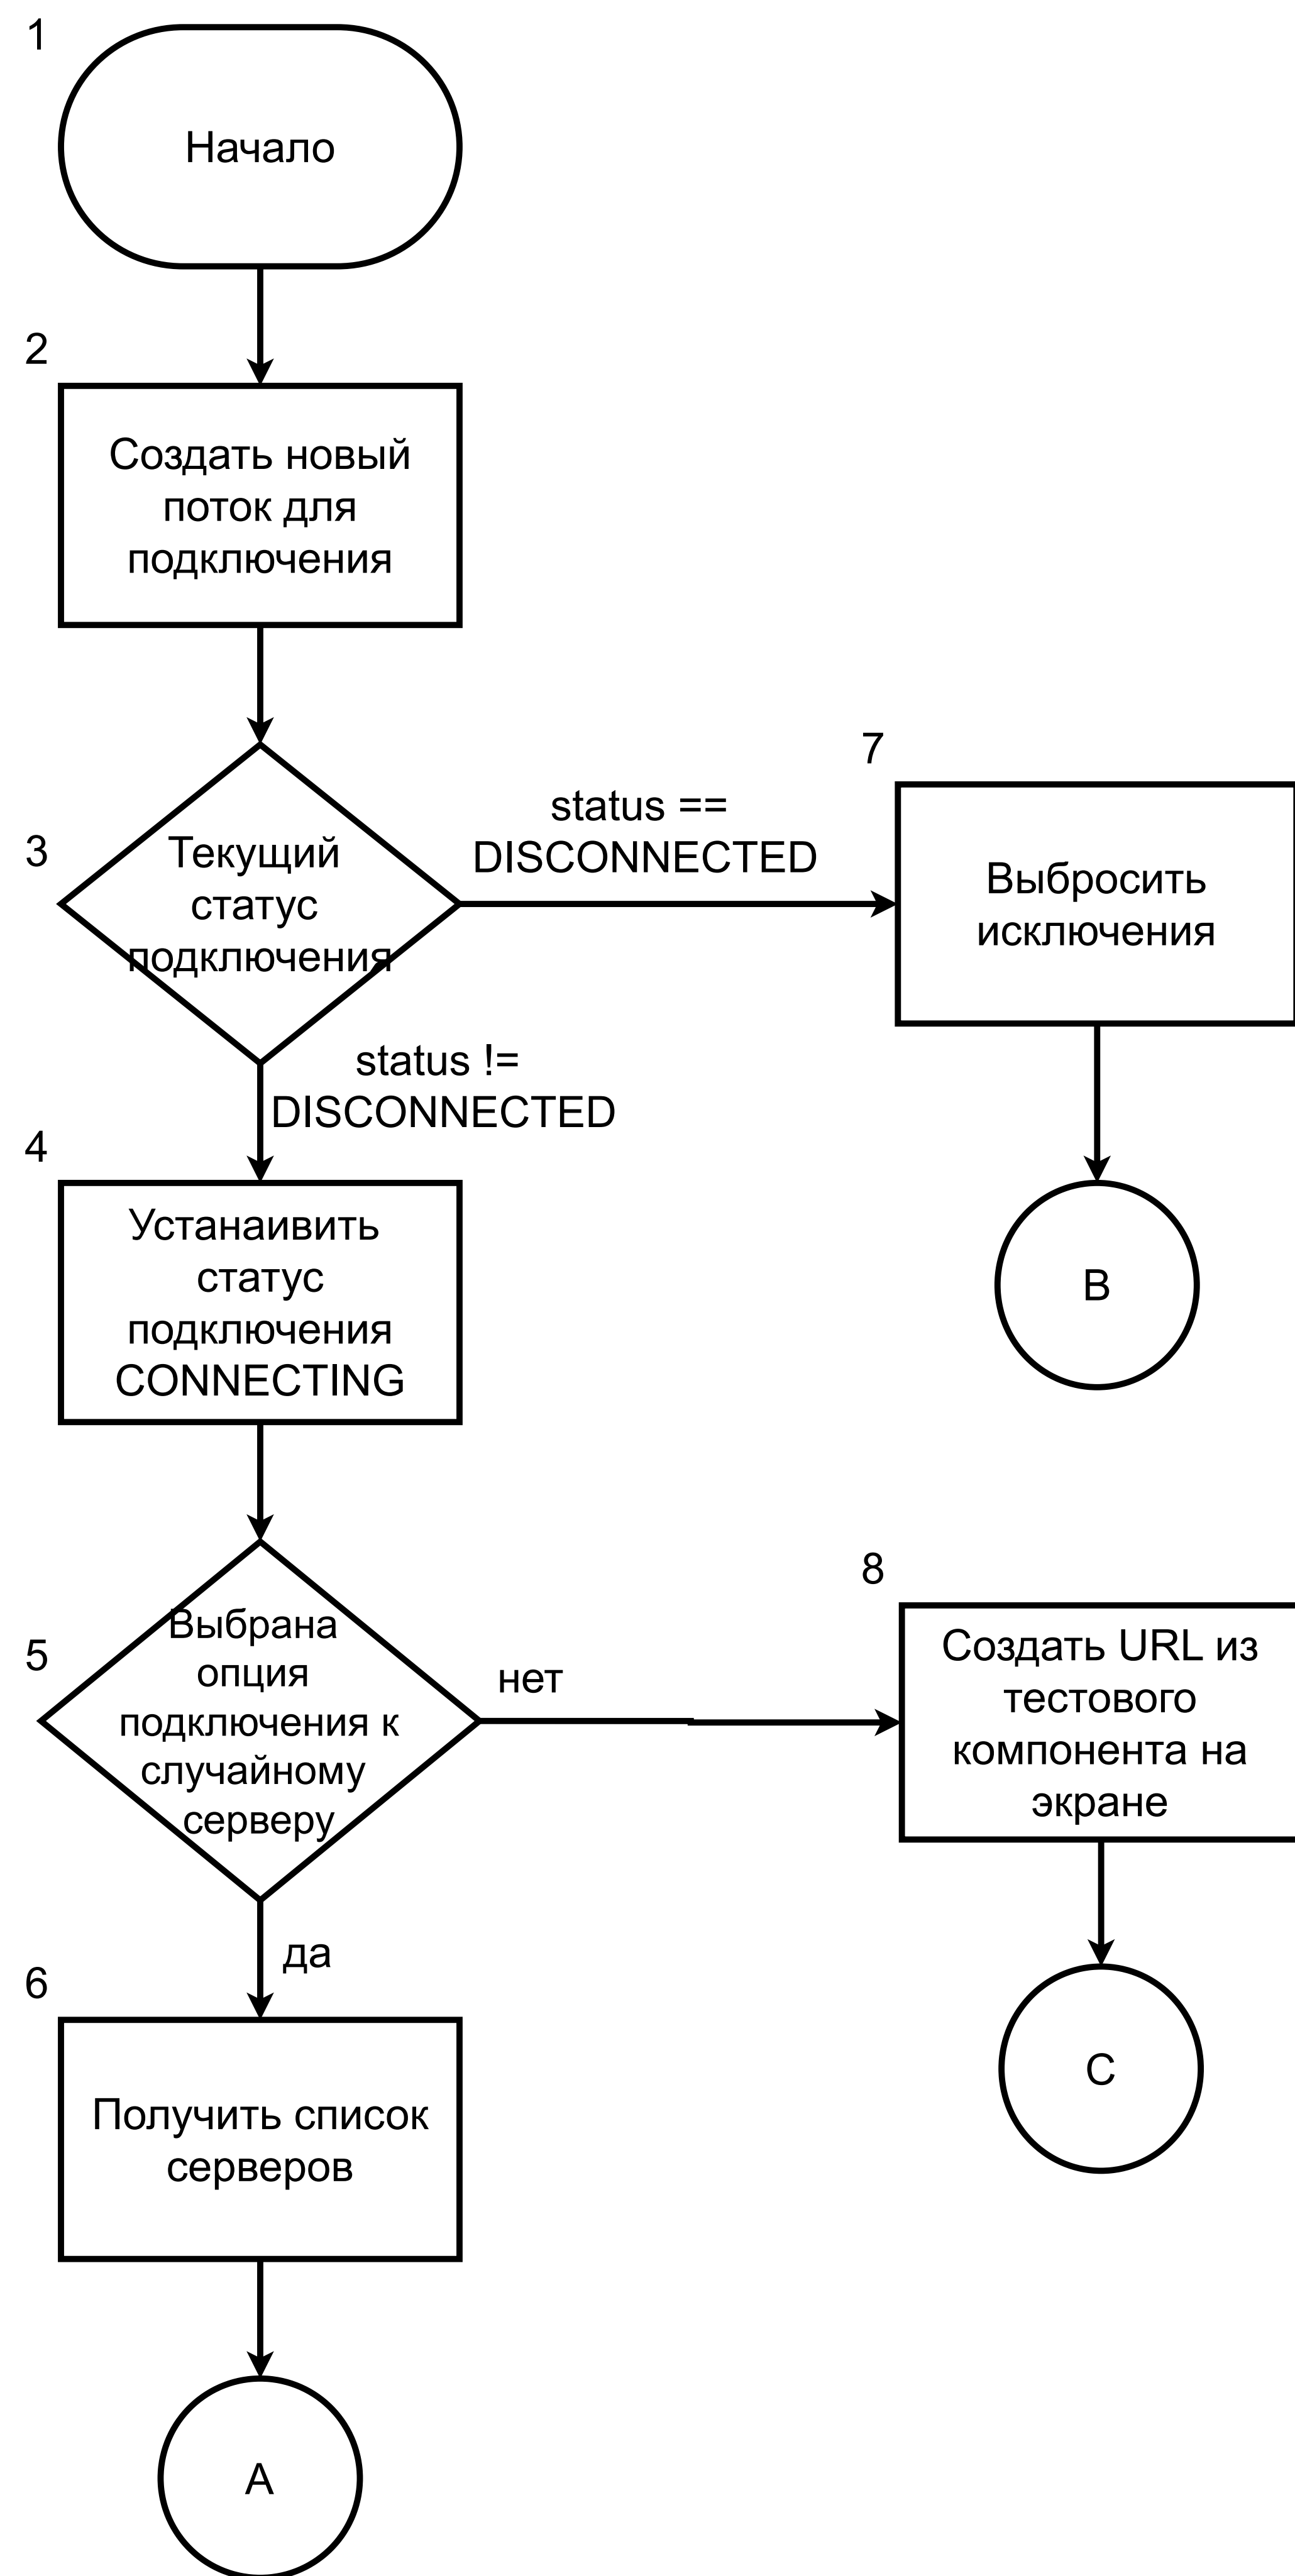 1
Начало
2
Создать новый
поток для
подключения
3
Текущий
статус
подключения
status ==
DISCONNECTED
7
Выбросить
исключения
status !=
DISCONNECTED
4
Устанаивить
статус
подключения
CONNECTING
B
5
Выбрана
опция
подключения к
случайному
серверу
нет
8
Создать URL из
тестового
компонента на
экране
да
6
Получить список
серверов
C
A